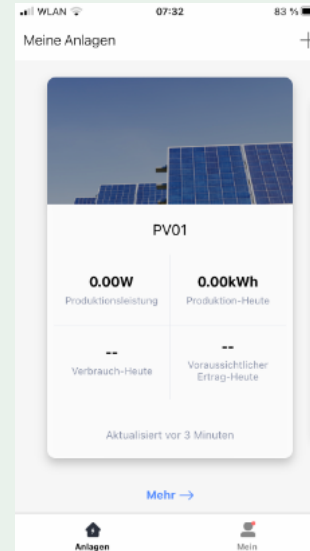 WLAN 07:32 83 %
Meine Anlagen
PV01
0.00W 0.00kWh
Produktionsleistung Produktion-Heute
-- --
Verbrauch-Heute Voraussichtlicher
Ertrag-Heute
Aktualisiert vor 3 Minuten
Mehr →
Anlagen Mein